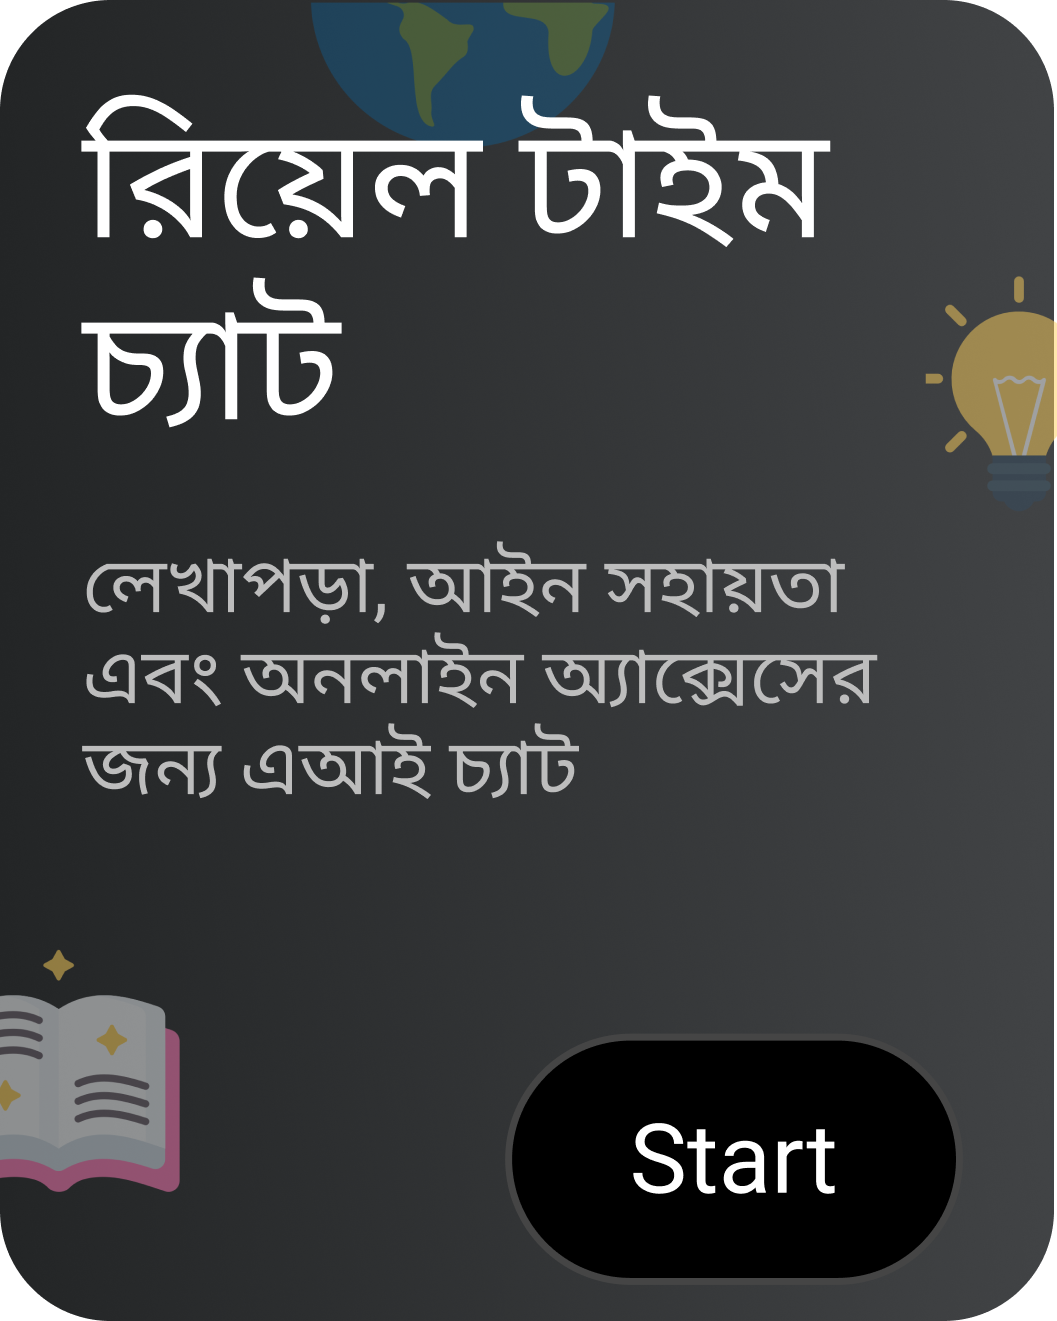 রিয়েল টাইম
চ্যাট
লেখাপড়া, আইন সহায়তা
এবং অনলাইন অ্যাক্সেসের
জন্য এআই চ্যাট
Start